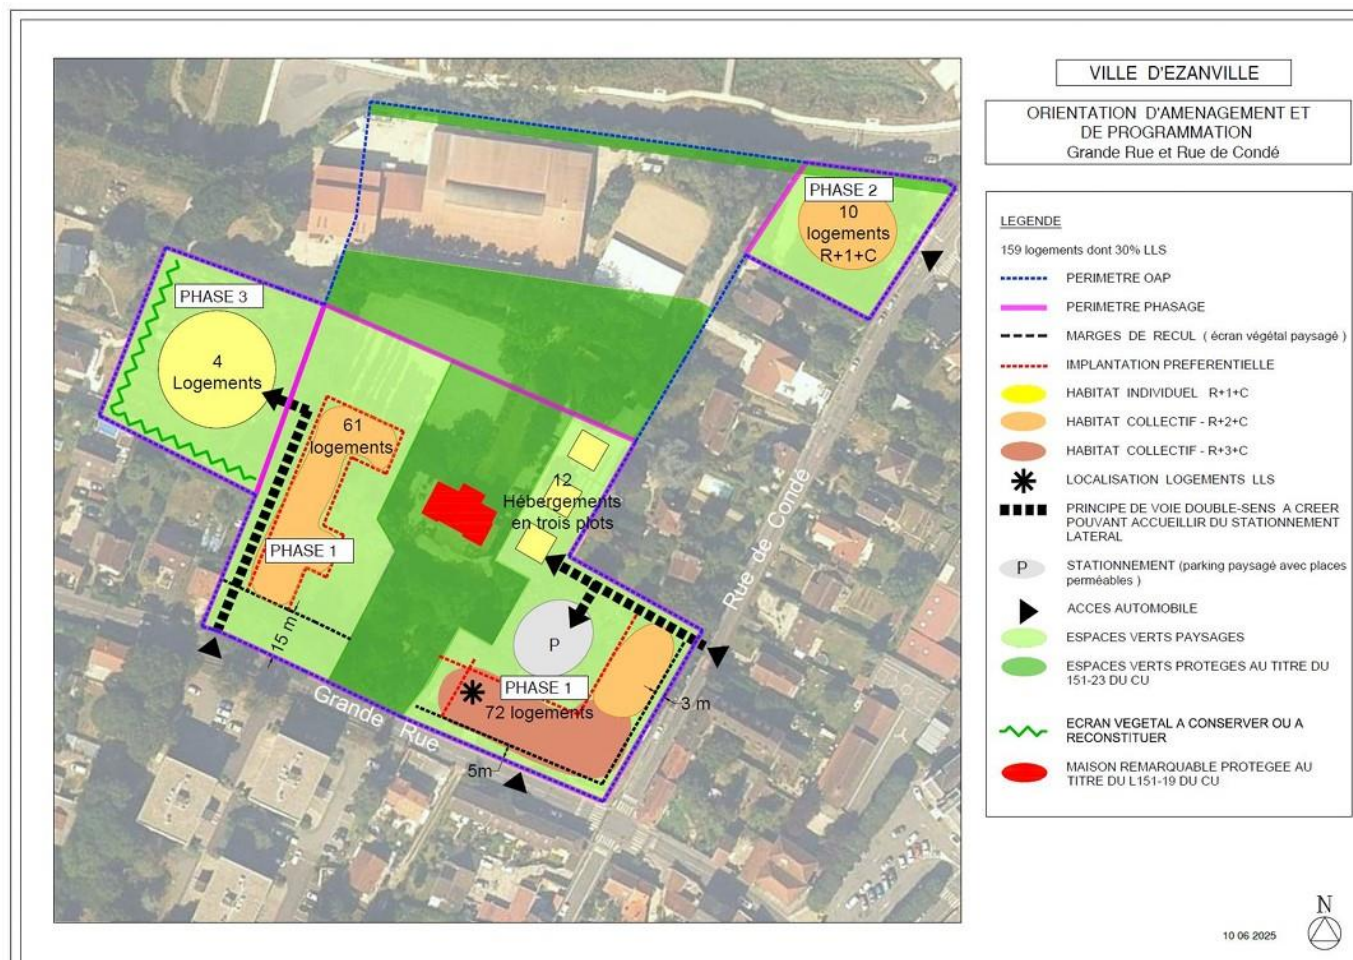 VILLE D'EZANVILLE
ORIENTATION D'AMENAGEMENT ET
DE PROGRAMMATION
Grande Rue et Rue de Condé
LEGENDE
159 logements dont 30% LLS
PERIMETRE OAP
PERIMETRE PHASAGE
MARGES DE RECUL ( écran végétal paysagé )
IMPLANTATION PREFERENTIELLE
HABITAT INDIVIDUEL R+1+C
HABITAT COLLECTIF - R+2+C
HABITAT COLLECTIF - R+3+C
LOCALISATION LOGEMENTS LLS
PRINCIPE DE VOIE DOUBLE-SENS A CREER
POUVANT ACCUEILLIR DU STATIONNEMENT
LATERAL
P
STATIONNEMENT (parking paysagé avec places
perméables )
ACCES AUTOMOBILE
ESPACES VERTS PAYSAGES
ESPACES VERTS PROTEGES AU TITRE DU
151-23 DU CU
ECRAN VEGETAL A CONSERVER OU A
RECONSTITUER
MAISON REMARQUABLE PROTEGEE AU
TITRE DU L151-19 DU CU
N
10 06 2025
PHASE 2
10
logements
R+1+C
PHASE 3
4
Logements
61
logements
PHASE 1
12
Hébergements
en trois plots
15 m
P
PHASE 1
72 logements
3 m
5m
Grande Rue
Rue de Condé